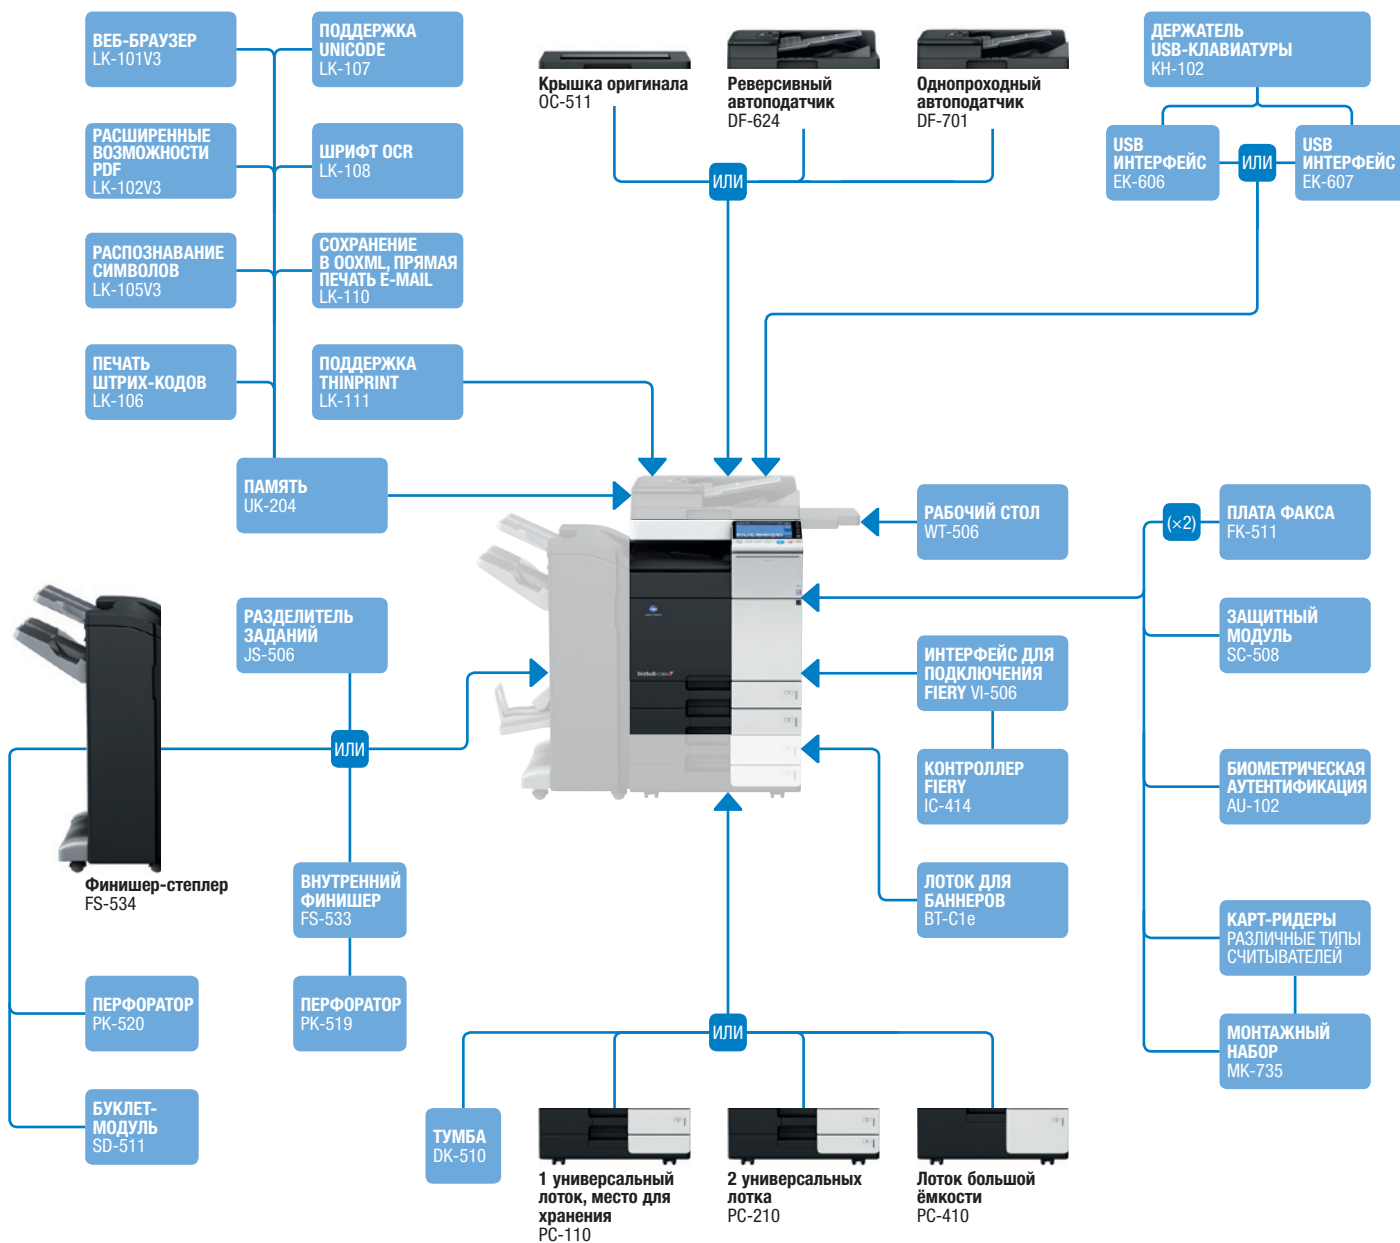 ВЕБ-БРАУЗЕР
LK-101V3
ПОДДЕРЖКА
UNICODE
LK-107
РАСШИРЕННЫЕ
ВОЗМОЖНОСТИ
PDF
LK-102V3
ШРИФТ OCR
LK-108
РАСПОЗНАВАНИЕ
СИМВОЛОВ
LK-105V3
СОХРАНЕНИЕ
В OOXML, ПРЯМАЯ
ПЕЧАТЬ E-MAIL
LK-110
ПЕЧАТЬ
ШТРИХ-КОДОВ
LK-106
ПОДДЕРЖКА
THINPRINT
LK-111
ПАМЯТЬ
UK-204
Крышка оригинала
OC-511
Реверсивный
автоподатчик
DF-624
Однопроходный
автоподатчик
DF-701
ИЛИ
ДЕРЖАТЕЛЬ
USB-КЛАВИАТУРЫ
KH-102
USB
ИНТЕРФЕЙС
EK-606
ИЛИ
USB
ИНТЕРФЕЙС
EK-607
РАБОЧИЙ СТОЛ
WT-506
(×2)
ПЛАТА ФАКСА
FK-511
ЗАЩИТНЫЙ
МОДУЛЬ
SC-508
ИНТЕРФЕЙС ДЛЯ
ПОДКЛЮЧЕНИЯ
FIERY VI-506
КОНТРОЛЛЕР
FIERY
IC-414
БИОМЕТРИЧЕСКАЯ
АУТЕНТИФИКАЦИЯ
AU-102
ЛОТОК ДЛЯ
БАННЕРОВ
BT-C1e
КАРТ-РИДЕРЫ
РАЗЛИЧНЫЕ ТИПЫ
СЧИТЫВАТЕЛЕЙ
МОНТАЖНЫЙ
НАБОР
MK-735
РАЗДЕЛИТЕЛЬ
ЗАДАНИЙ
JS-506
ИЛИ
bizhub
Финишер-степлер
FS-534
ВНУТРЕННИЙ
ФИНИШЕР
FS-533
ПЕРФОРАТОР
PK-520
ПЕРФОРАТОР
PK-519
БУКЛЕТ-
МОДУЛЬ
SD-511
ИЛИ
ТУМБА
DK-510
1 универсальный
лоток, место для
хранения
PC-110
2 универсальных
лотка
PC-210
Лоток большой
ёмкости
PC-410